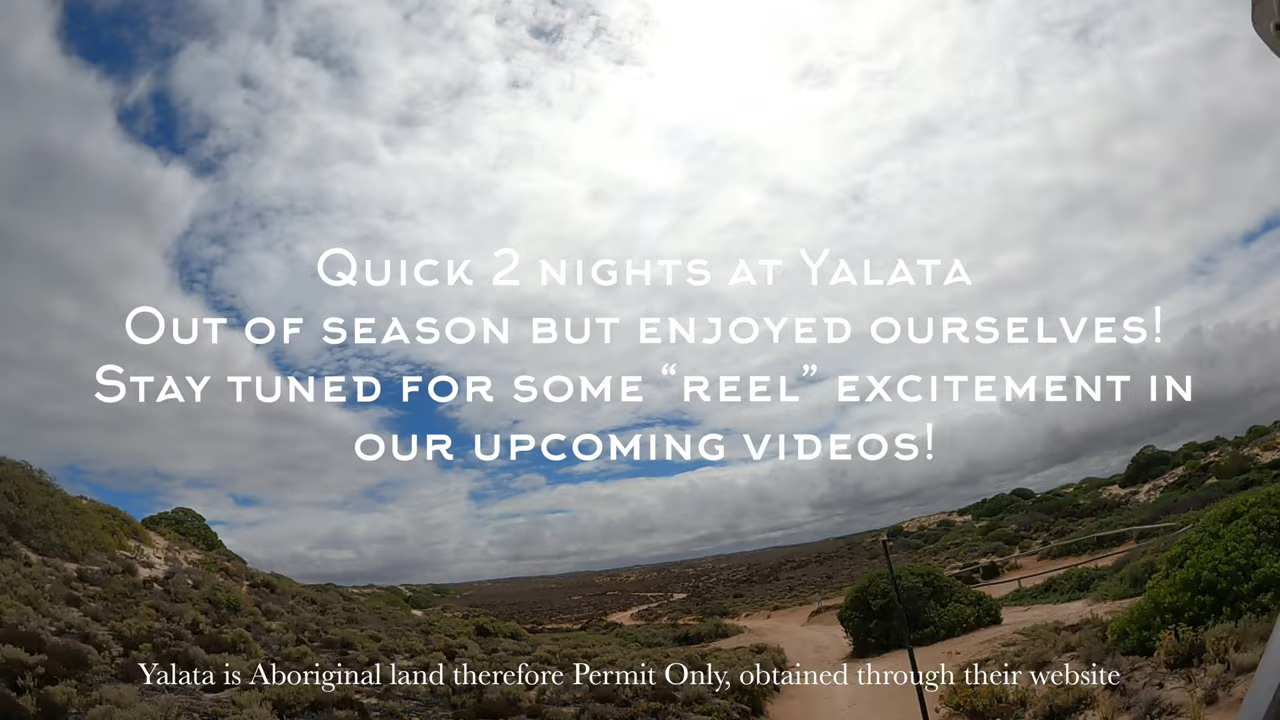 Quick 2 nights at Yalata
Out of season but enjoyed ourselves!
Stay tuned for some “reel” excitement in
our upcoming videos!
Yalata is Aboriginal land therefore Permit Only, obtained through their website